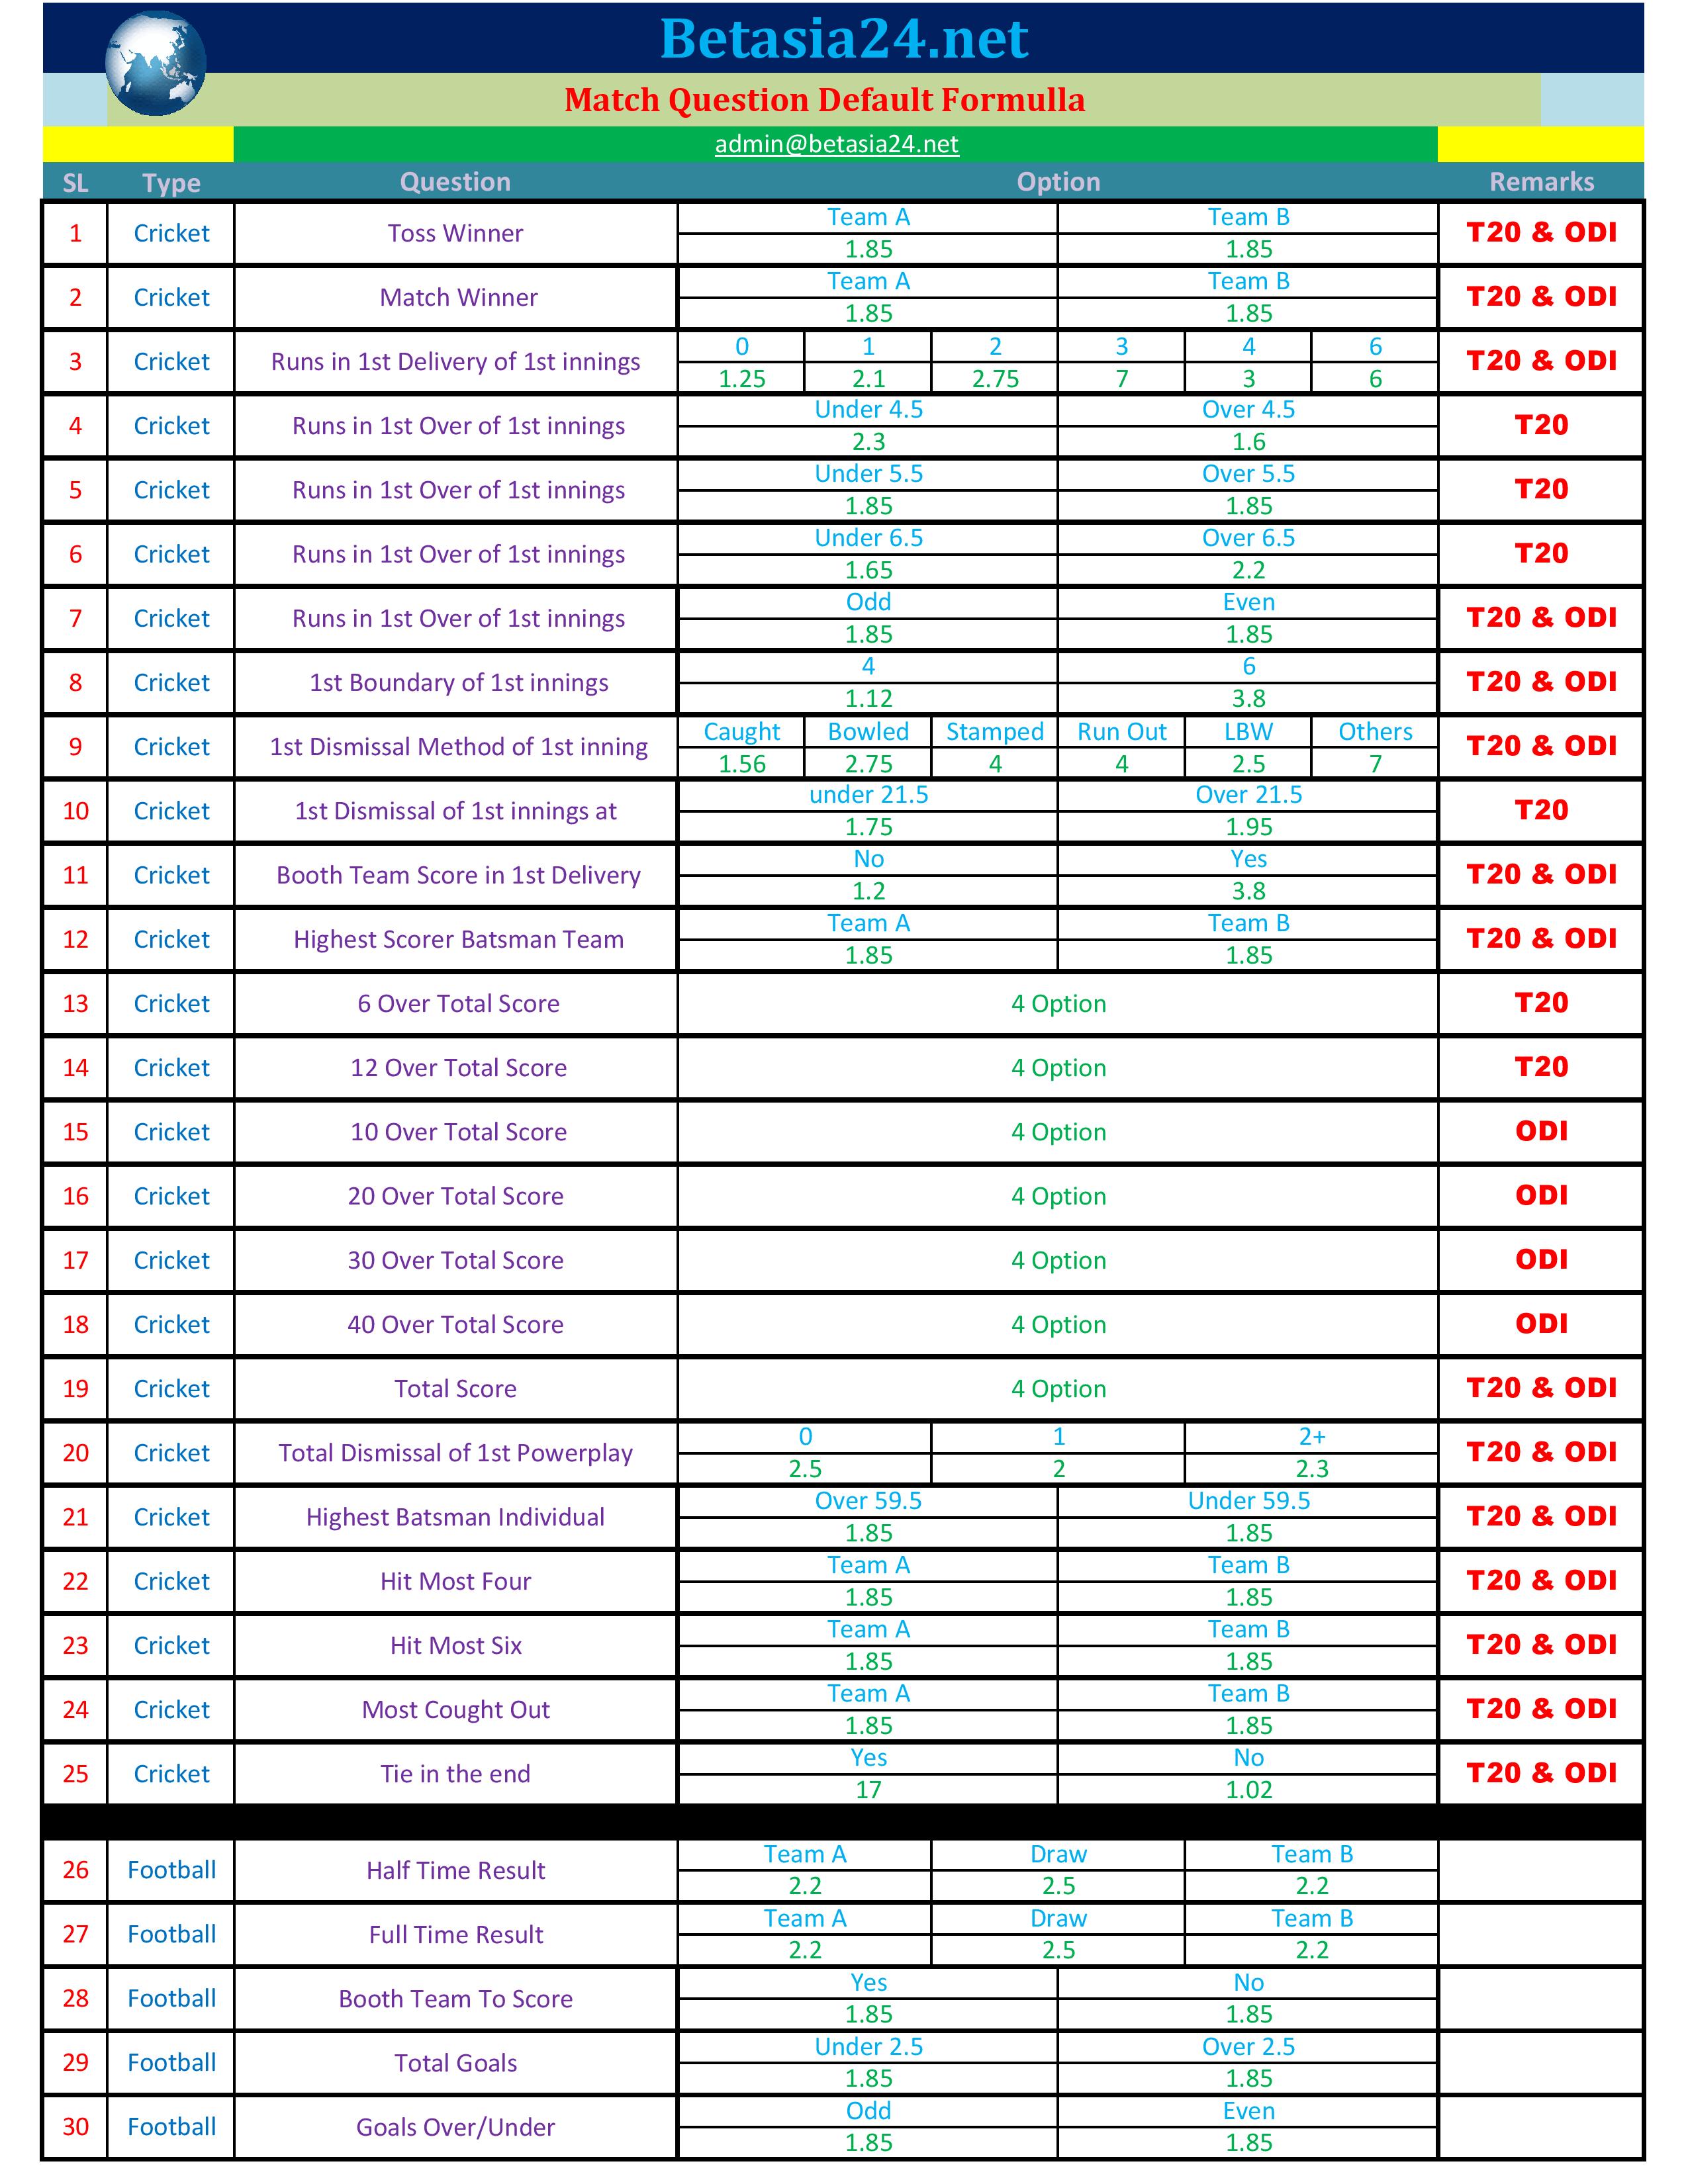 Betasia24.net
Match Question Default Formulla
admin@betasia24.net
SL Type Question Option Remarks
1 Cricket Toss Winner Team A Team B T20 & ODI
1.85 1.85
2 Cricket Match Winner Team A Team B T20 & ODI
1.85 1.85
3 Cricket Runs in 1st Delivery of 1st innings 0 1 2 3 4 6 T20 & ODI
1.25 2.1 2.75 7 3 6
4 Cricket Runs in 1st Over of 1st innings Under 4.5 Over 4.5 T20
2.3 1.6
5 Cricket Runs in 1st Over of 1st innings Under 5.5 Over 5.5 T20
1.85 1.85
6 Cricket Runs in 1st Over of 1st innings Under 6.5 Over 6.5 T20
1.65 2.2
7 Cricket Runs in 1st Over of 1st innings Odd Even T20 & ODI
1.85 1.85
8 Cricket 1st Boundary of 1st innings 4 6 T20 & ODI
1.12 3.8
9 Cricket 1st Dismissal Method of 1st inning Caught Bowled Stamped Run Out LBW Others T20 & ODI
1.56 2.75 4 4 2.5 7
10 Cricket 1st Dismissal of 1st innings at under 21.5 Over 21.5 T20
1.75 1.95
11 Cricket Booth Team Score in 1st Delivery No Yes T20 & ODI
1.2 3.8
12 Cricket Highest Scorer Batsman Team Team A Team B T20 & ODI
1.85 1.85
13 Cricket 6 Over Total Score 4 Option T20
14 Cricket 12 Over Total Score 4 Option T20
15 Cricket 10 Over Total Score 4 Option ODI
16 Cricket 20 Over Total Score 4 Option ODI
17 Cricket 30 Over Total Score 4 Option ODI
18 Cricket 40 Over Total Score 4 Option ODI
19 Cricket Total Score 4 Option T20 & ODI
20 Cricket Total Dismissal of 1st Powerplay 0 1 2+ T20 & ODI
2.5 2 2.3
21 Cricket Highest Batsman Individual Over 59.5 Under 59.5 T20 & ODI
1.85 1.85
22 Cricket Hit Most Four Team A Team B T20 & ODI
1.85 1.85
23 Cricket Hit Most Six Team A Team B T20 & ODI
1.85 1.85
24 Cricket Most Cought Out Team A Team B T20 & ODI
1.85 1.85
25 Cricket Tie in the end Yes No T20 & ODI
17 1.02
26 Football Half Time Result Team A Draw Team B
2.2 2.5 2.2
27 Football Full Time Result Team A Draw Team B
2.2 2.5 2.2
28 Football Booth Team To Score Yes No
1.85 1.85
29 Football Total Goals Under 2.5 Over 2.5
1.85 1.85
30 Football Goals Over/Under Odd Even
1.85 1.85